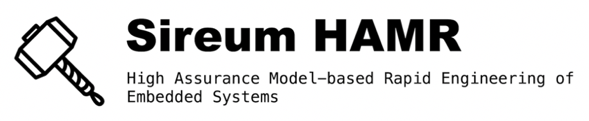 Sireum HAMR
High Assurance Model-based Rapid Engineering of
Embedded Systems